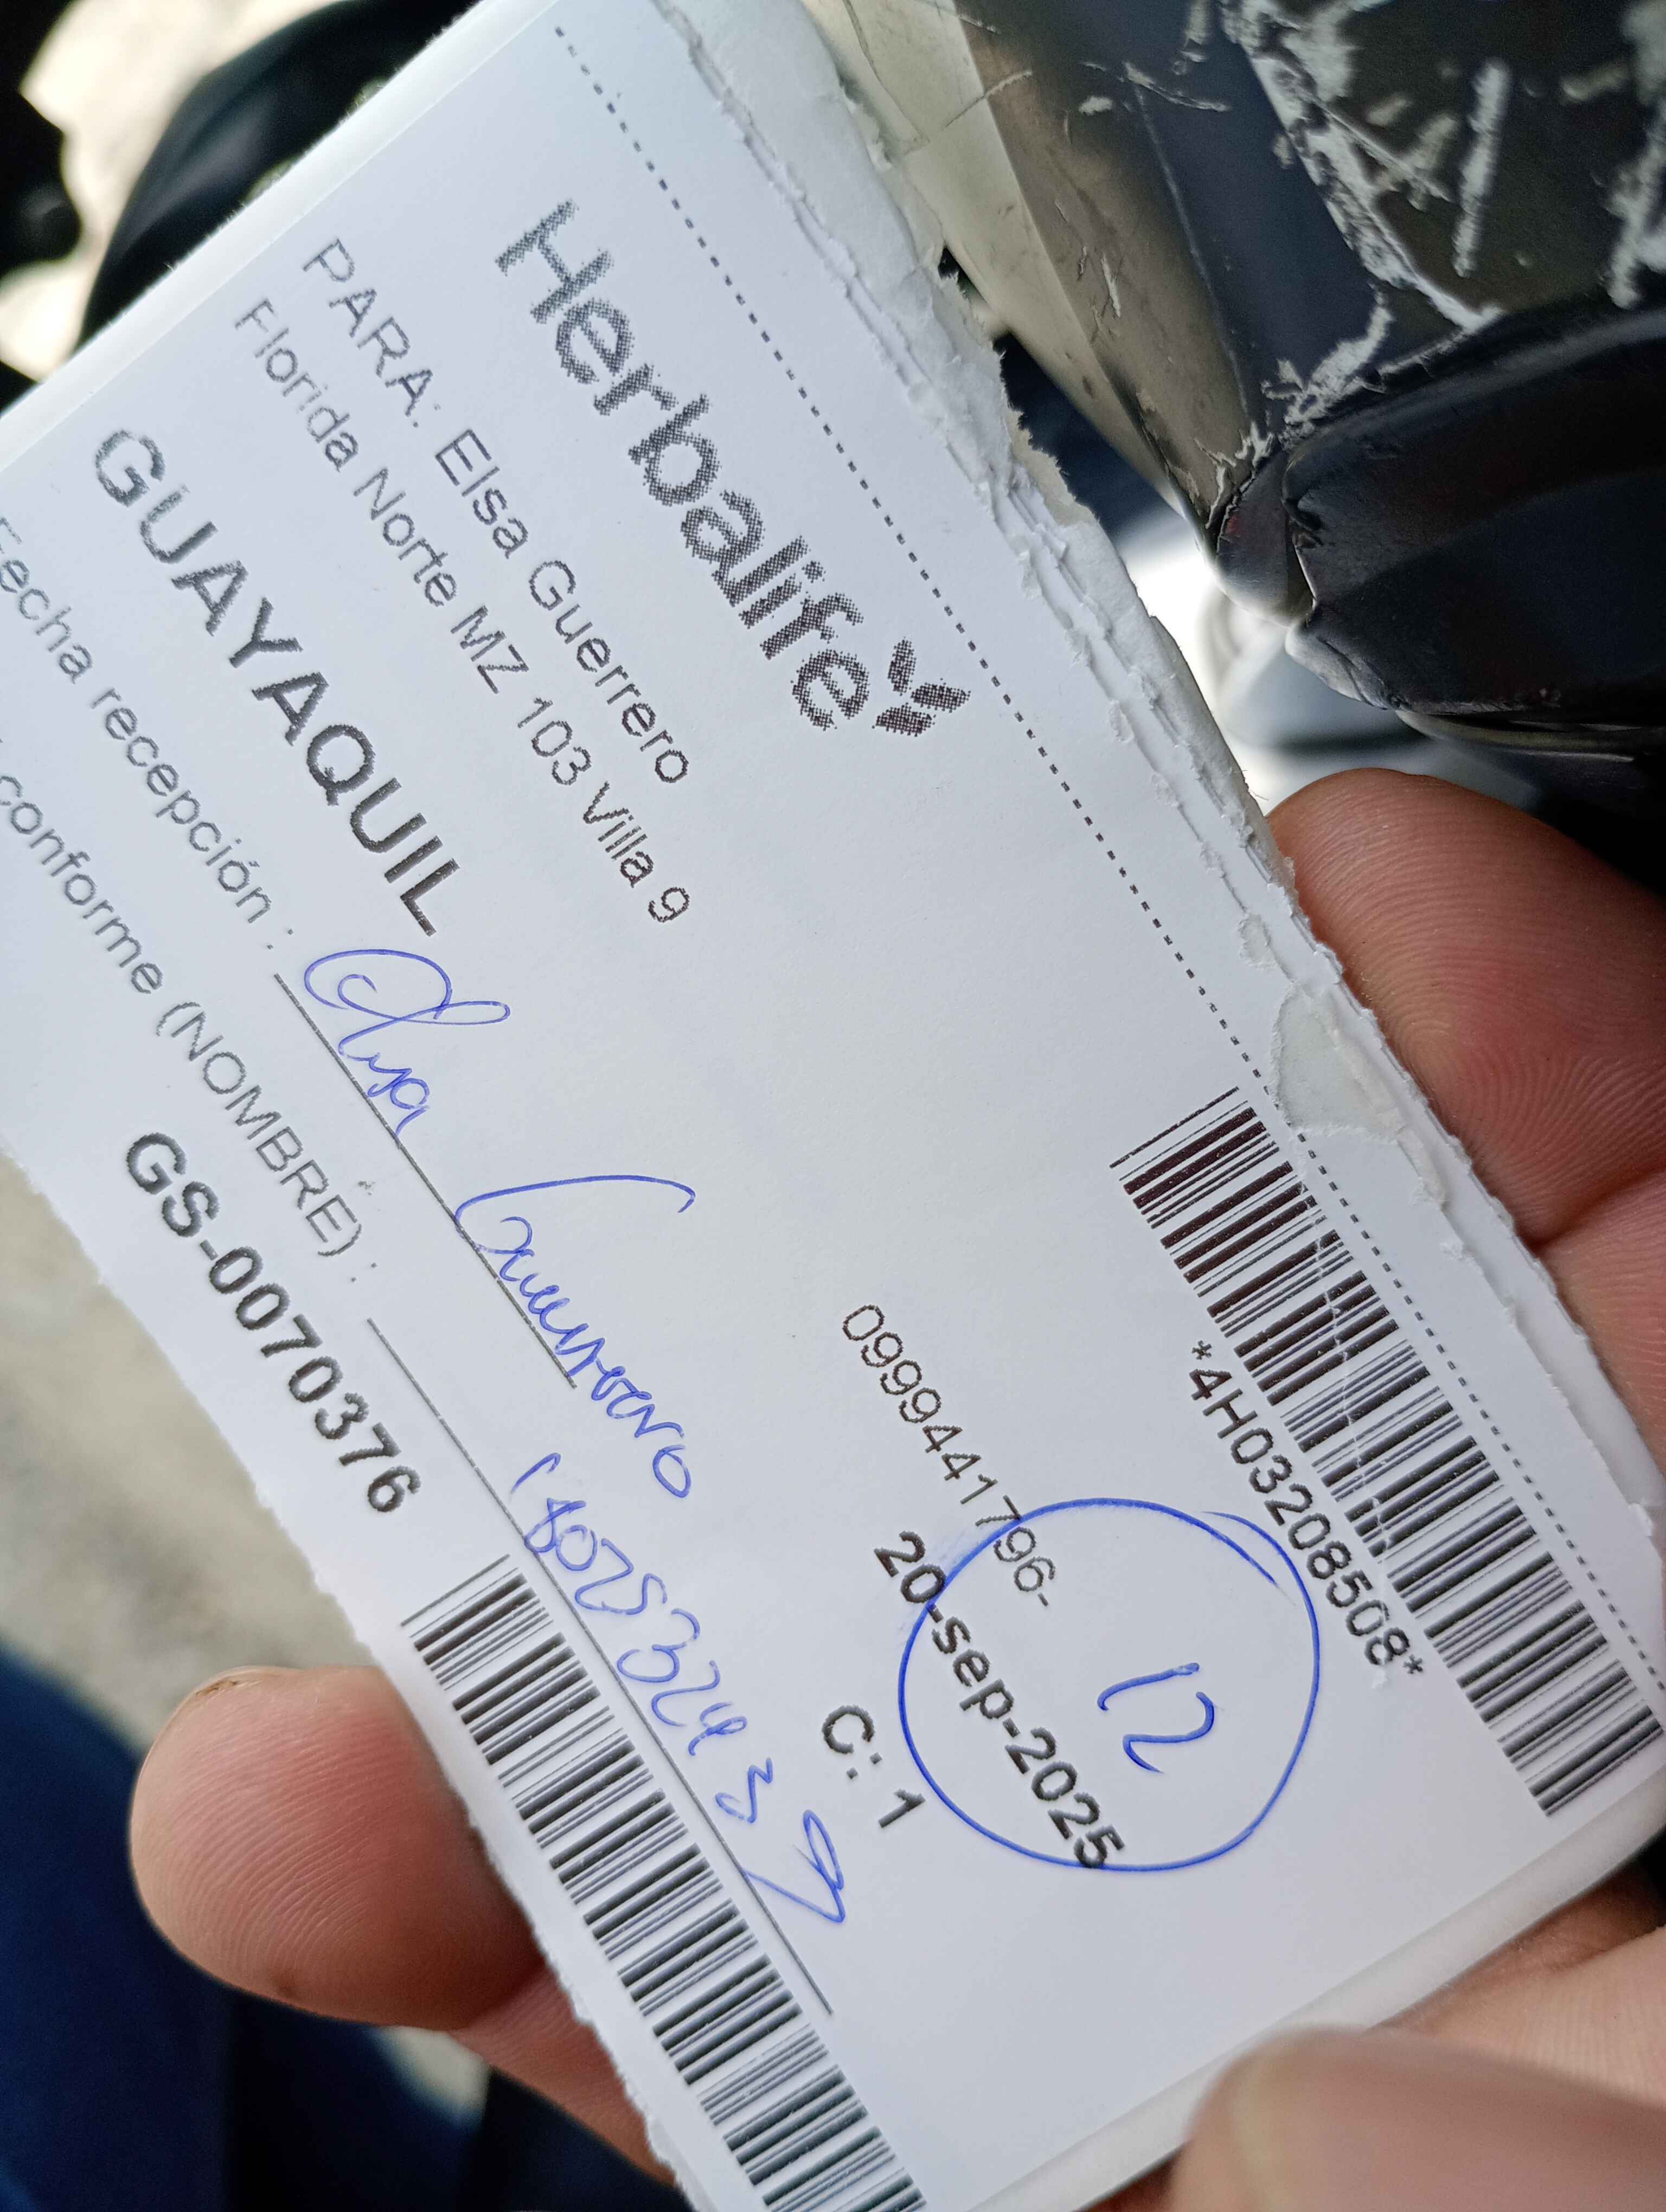 *4H03208508*
Herbalife
PARA: Elsa Guerrero
0999441796-
Florida Norte MZ 103 Villa 9
20-sep-2025
12
GUAYAQUIL
C: 1
Fecha recepción :
Elsa Guerrero
conforme (NOMBRE) :
GS-0070376